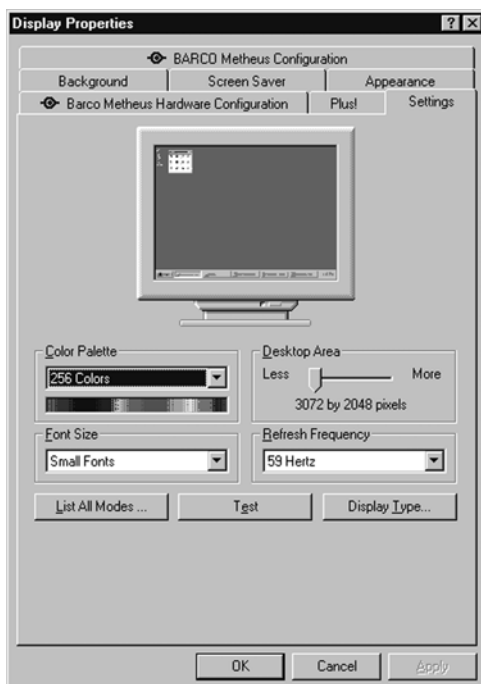 Display Properties
BARCO Metheus Configuration
Background Screen Saver Appearance
Barco Metheus Hardware Configuration Plus! Settings
Color Palette
256 Colors
Desktop Area
Less More
3072 by 2048 pixels
Font Size
Small Fonts
Refresh Frequency
59 Hertz
List All Modes ... Test Display Type...
OK Cancel Apply